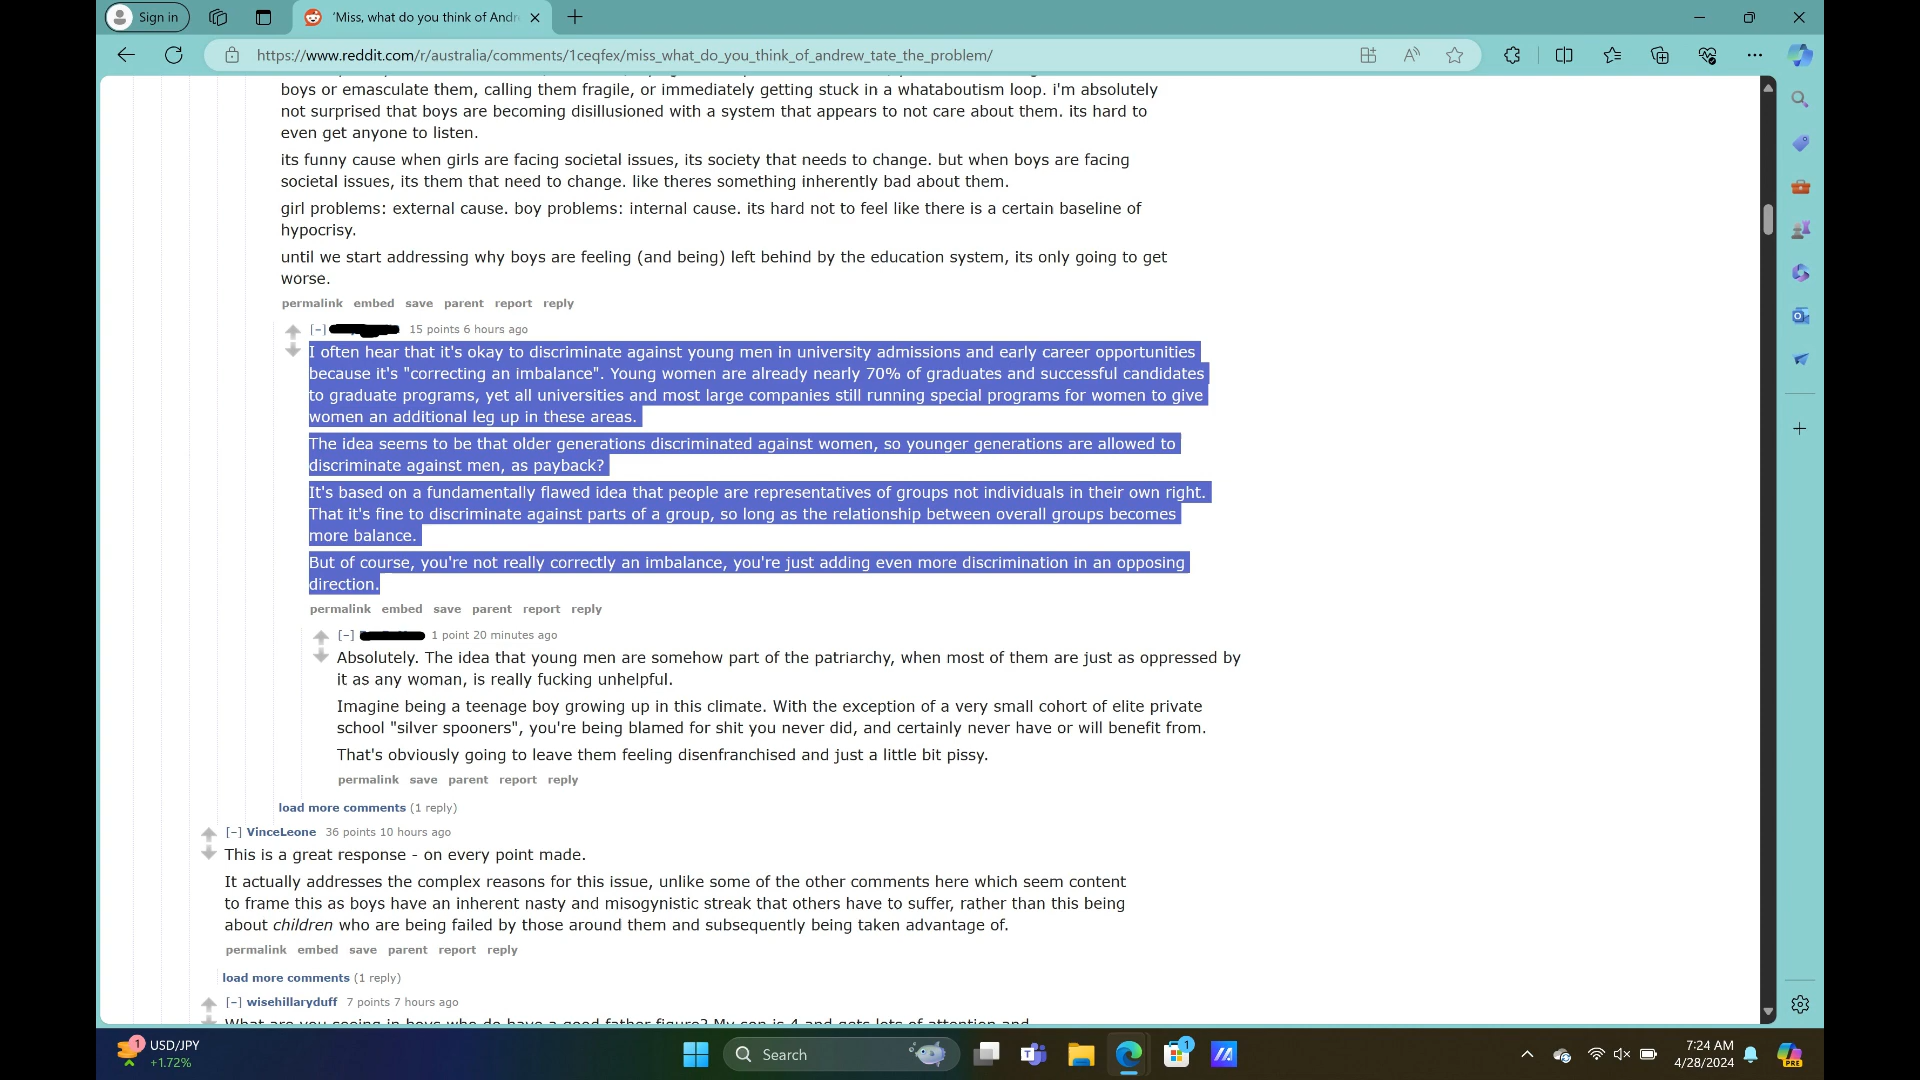 Sign in
'Miss, what do you think of Andr
https://www.reddit.com/r/australia/comments/1ceqfex/miss_what_do_you_think_of_andrew_tate_the_problem/
boys or emasculate them, calling them fragile, or immediately getting stuck in a whataboutism loop. i'm absolutely
not surprised that boys are becoming disillusioned with a system that appears to not care about them. its hard to
even get anyone to listen.
its funny cause when girls are facing societal issues, its society that needs to change. but when boys are facing
societal issues, its them that need to change. like theres something inherently bad about them.
girl problems: external cause. boy problems: internal cause. its hard not to feel like there is a certain baseline of
hypocrisy.
until we start addressing why boys are feeling (and being) left behind by the education system, its only going to get
worse.
permalink embed save parent report reply
[–] 15 points 6 hours ago
I often hear that it's okay to discriminate against young men in university admissions and early career opportunities
because it's "correcting an imbalance". Young women are already nearly 70% of graduates and successful candidates
to graduate programs, yet all universities and most large companies still running special programs for women to give
women an additional leg up in these areas.
The idea seems to be that older generations discriminated against women, so younger generations are allowed to
discriminate against men, as payback?
It's based on a fundamentally flawed idea that people are representatives of groups not individuals in their own right.
That it's fine to discriminate against parts of a group, so long as the relationship between overall groups becomes
more balance.
But of course, you're not really correctly an imbalance, you're just adding even more discrimination in an opposing
direction.
permalink embed save parent report reply
[–] 1 point 20 minutes ago
Absolutely. The idea that young men are somehow part of the patriarchy, when most of them are just as oppressed by
it as any woman, is really fucking unhelpful.
Imagine being a teenage boy growing up in this climate. With the exception of a very small cohort of elite private
school "silver spooners", you're being blamed for shit you never did, and certainly never have or will benefit from.
That's obviously going to leave them feeling disenfranchised and just a little bit pissy.
permalink save parent report reply
load more comments (1 reply)
[–] VinceLeone 36 points 10 hours ago
This is a great response - on every point made.
It actually addresses the complex reasons for this issue, unlike some of the other comments here which seem content
to frame this as boys have an inherent nasty and misogynistic streak that others have to suffer, rather than this being
about children who are being failed by those around them and subsequently being taken advantage of.
permalink embed save parent report reply
load more comments (1 reply)
[–] wisehillaryduff 7 points 7 hours ago
What are you seeing in boys who do have a good father figure? My son is 4 and gets lots of attention and
1
USD/JPY
+1.72%
Search
1
7:24 AM
4/28/2024
PRE